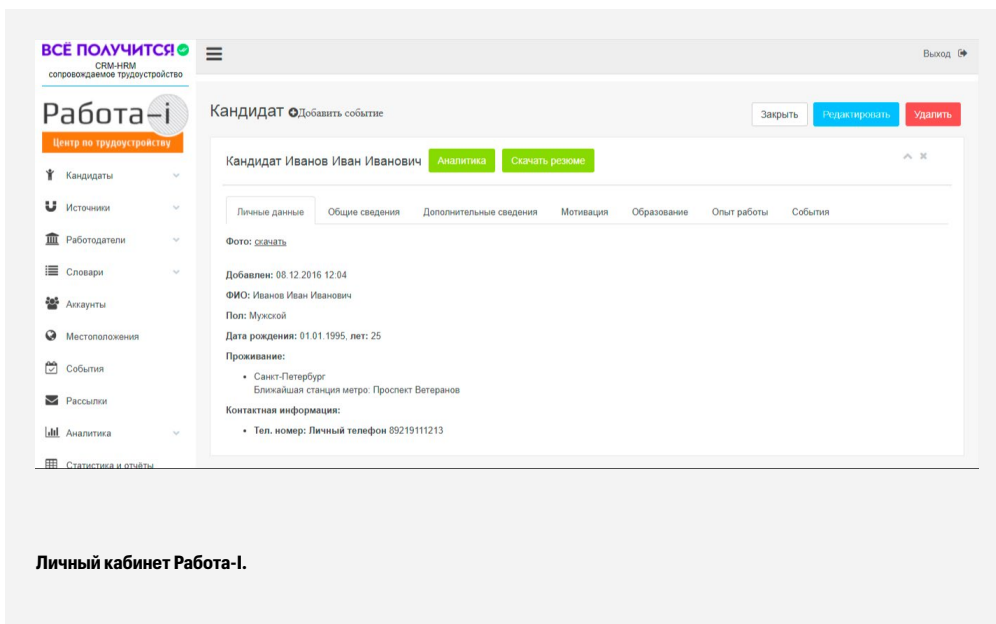 ВСЁ ПОЛУЧИТСЯ!
CRM-HRM
сопровождаемое трудоустройство
Выход
Работа-i
Центр по трудоустройству
Кандидат Добавить событие
Закрыть
Редактировать
Удалить
Кандидат Иванов Иван Иванович
Аналитика
Скачать резюме
Кандидаты
Источники
Работодатели
Словари
Аккаунты
Местоположения
События
Рассылки
Аналитика
Статистика и отчёты
Личные данные
Общие сведения
Дополнительные сведения
Мотивация
Образование
Опыт работы
События
Фото: скачать
Добавлен: 08.12.2016 12:04
ФИО: Иванов Иван Иванович
Пол: Мужской
Дата рождения: 01.01.1995, лет: 25
Проживание:
• Санкт-Петербург
Ближайшая станция метро: Проспект Ветеранов
Контактная информация:
• Тел. номер: Личный телефон 89219111213
Личный кабинет Работа-I.